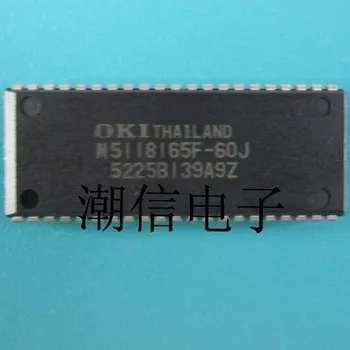 OKI THAILAND
M5118165F-60J
5225B139A9Z
潮信电子